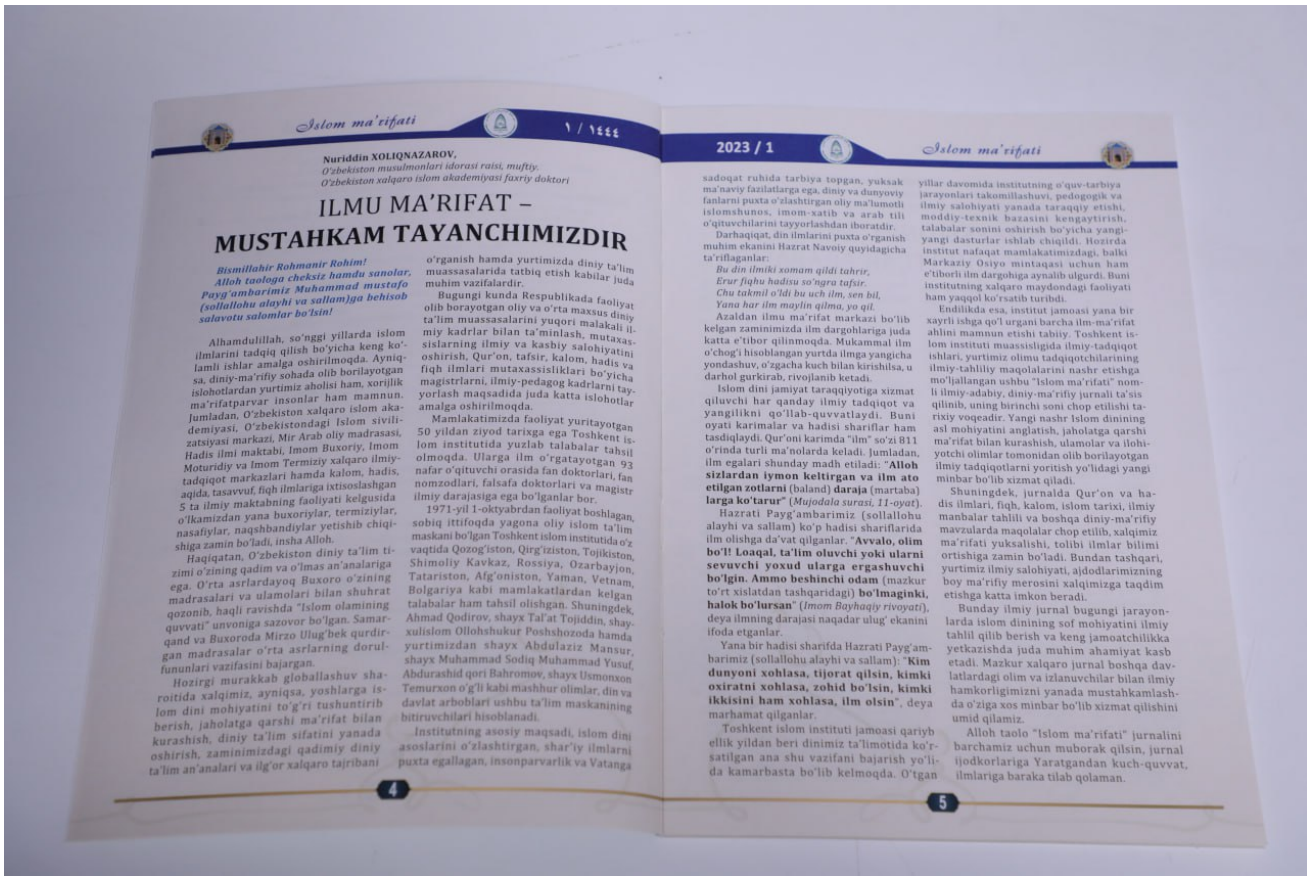 Islom ma'rifati
١ / ١٤٤٤
Nuriddin XOLIQNAZAROV,
O'zbekiston musulmonlari idorasi raisi, muftiy.
O'zbekiston xalqaro islom akademiyasi faxriy doktori
ILMU MA'RIFAT –
MUSTAHKAM TAYANCHIMIZDIR
Bismillahir Rohmanir Rohim!
Alloh taologa cheksiz hamdu sanolar,
Payg'ambarimiz Muhammad mustafo
(sollallohu alayhi va sallam)ga behisob
salavotu salomlar bo'lsin!
Alhamdulillah, so'nggi yillarda islom
ilmlarini tadqiq qilish bo'yicha keng ko'-
lamli ishlar amalga oshirilmoqda. Ayniq-
sa, diniy-ma'rifiy sohada olib borilayotgan
islohotlardan yurtimiz aholisi ham, xorijlik
ma'rifatparvar insonlar ham mamnun.
Jumladan, O'zbekiston xalqaro islom aka-
demiyasi, O'zbekistondagi Islom sivili-
zatsiyasi markazi, Mir Arab oliy madrasasi,
Hadis ilmi maktabi, Imom Buxoriy, Imom
Moturidiy va Imom Termiziy xalqaro ilmiy-
tadqiqot markazlari hamda kalom, hadis,
aqida, tasavvuf, fiqh ilmlariga ixtisoslashgan
5 ta ilmiy maktabning faoliyati kelgusida
o'lkamizdan yana buxoriylar, termiziylar,
nasafiylar, naqshbandiylar yetishib chiqi-
shiga zamin bo'ladi, insha Alloh.
Haqiqatan, O'zbekiston diniy ta'lim ti-
zimi o'zining qadim va o'lmas an'analariga
ega. O'rta asrlardayoq Buxoro o'zining
madrasalari va ulamolari bilan shuhrat
qozonib, haqli ravishda "Islom olamining
quvvati" unvoniga sazovor bo'lgan. Samar-
qand va Buxoroda Mirzo Ulug'bek qurdir-
gan madrasalar o'rta asrlarning dorul-
fununlari vazifasini bajargan.
Hozirgi murakkab globallashuv sha-
roitida xalqimiz, ayniqsa, yoshlarga is-
lom dini mohiyatini to'g'ri tushuntirib
berish, jaholatga qarshi ma'rifat bilan
kurashish, diniy ta'lim sifatini yanada
oshirish, zaminimizdagi qadimiy diniy
ta'lim an'analari va ilg'or xalqaro tajribani
o'rganish hamda yurtimizda diniy ta'lim
muassasalarida tatbiq etish kabilar juda
muhim vazifalardir.
Bugungi kunda Respublikada faoliyat
olib borayotgan oliy va o'rta maxsus diniy
ta'lim muassasalarini yuqori malakali il-
miy kadrlar bilan ta'minlash, mutaxas-
sislarning ilmiy va kasbiy salohiyatini
oshirish, Qur'on, tafsir, kalom, hadis va
fiqh ilmlari mutaxassisliklari bo'yicha
magistrlarni, ilmiy-pedagog kadrlarni tay-
yorlash maqsadida juda katta islohotlar
amalga oshirilmoqda.
Mamlakatimizda faoliyat yuritayotgan
50 yildan ziyod tarixga ega Toshkent is-
lom institutida yuzlab talabalar tahsil
olmoqda. Ularga ilm o'rgatayotgan 93
nafar o'qituvchi orasida fan doktorlari, fan
nomzodlari, falsafa doktorlari va magistr
ilmiy darajasiga ega bo'lganlar bor.
1971-yil 1-oktyabrdan faoliyat boshlagan,
sobiq ittifoqda yagona oliy islom ta'lim
maskani bo'lgan Toshkent islom institutida o'z
vaqtida Qozog'iston, Qirg'iziston, Tojikiston,
Shimoliy Kavkaz, Rossiya, Ozarbayjon,
Tatariston, Afg'oniston, Yaman, Vetnam,
Bolgariya kabi mamlakatlardan kelgan
talabalar ham tahsil olishgan. Shuningdek,
Ahmad Qodirov, shayx Tal'at Tojiddin, shay-
xulislom Ollohshukur Poshshozoda hamda
yurtimizdan shayx Abdulaziz Mansur,
shayx Muhammad Sodiq Muhammad Yusuf,
Abdurashid qori Bahromov, shayx Usmonxon
Temurxon o'g'li kabi mashhur olimlar, din va
davlat arboblari ushbu ta'lim maskanining
bitiruvchilari hisoblanadi.
Institutning asosiy maqsadi, islom dini
asoslarini o'zlashtirgan, shar'iy ilmlarni
puxta egallagan, insonparvarlik va Vatanga
4
2023 / 1
Islom ma'rifati
sadoqat ruhida tarbiya topgan, yuksak
ma'naviy fazilatlarga ega, diniy va dunyoviy
fanlarni puxta o'zlashtirgan oliy ma'lumotli
islomshunos, imom-xatib va arab tili
o'qituvchilarini tayyorlashdan iboratdir.
Darhaqiqat, din ilmlarini puxta o'rganish
muhim ekanini Hazrat Navoiy quyidagicha
ta'riflaganlar:
Bu din ilmiki xomam qildi tahrir,
Erur fiqhu hadisu so'ngra tafsir.
Chu takmil o'ldi bu uch ilm, sen bil,
Yana har ilm maylin qilma, yo qil.
Azaldan ilmu ma'rifat markazi bo'lib
kelgan zaminimizda ilm dargohlariga juda
katta e'tibor qilinmoqda. Mukammal ilm
o'chog'i hisoblangan yurtda ilmga yangicha
yondashuv, o'zgacha kuch bilan kirishilsa, u
darhol gurkirab, rivojlanib ketadi.
Islom dini jamiyat taraqqiyotiga xizmat
qiluvchi har qanday ilmiy tadqiqot va
yangilikni qo'llab-quvvatlaydi. Buni
oyati karimalar va hadisi shariflar ham
tasdiqlaydi. Qur'oni karimda "ilm" so'zi 811
o'rinda turli ma'nolarda keladi. Jumladan,
ilm egalari shunday madh etiladi: "Alloh
sizlardan iymon keltirgan va ilm ato
etilgan zotlarni (baland) daraja (martaba)
larga ko'tarur" (Mujodala surasi, 11-oyat).
Hazrati Payg'ambarimiz (sollallohu
alayhi va sallam) ko'p hadisi shariflarida
ilm olishga da'vat qilganlar. "Avvalo, olim
bo'l! Loaqal, ta'lim oluvchi yoki ularni
sevuvchi yoxud ularga ergashuvchi
bo'lgin. Ammo beshinchi odam (mazkur
to'rt xislatdan tashqaridagi) bo'lmaginki,
halok bo'lursan" (Imom Bayhaqiy rivoyati),
deya ilmning darajasi naqadar ulug' ekanini
ifoda etganlar.
Yana bir hadisi sharifda Hazrati Payg'am-
barimiz (sollallohu alayhi va sallam): "Kim
dunyoni xohlasa, tijorat qilsin, kimki
oxiratni xohlasa, zohid bo'lsin, kimki
ikkisini ham xohlasa, ilm olsin", deya
marhamat qilganlar.
Toshkent islom instituti jamoasi qariyb
ellik yildan beri dinimiz ta'limotida ko'r-
satilgan ana shu vazifani bajarish yo'li-
da kamarbasta bo'lib kelmoqda. O'tgan
yillar davomida institutning o'quv-tarbiya
jarayonlari takomillashuvi, pedogogik va
ilmiy salohiyati yanada taraqqiy etishi,
moddiy-texnik bazasini kengaytirish,
talabalar sonini oshirish bo'yicha yangi-
yangi dasturlar ishlab chiqildi. Hozirda
institut nafaqat mamlakatimizdagi, balki
Markaziy Osiyo mintaqasi uchun ham
e'tiborli ilm dargohiga aynalib ulgurdi. Buni
institutning xalqaro maydondagi faoliyati
ham yaqqol ko'rsatib turibdi.
Endilikda esa, institut jamoasi yana bir
xayrli ishga qo'l urgani barcha ilm-ma'rifat
ahlini mamnun etishi tabiiy. Toshkent is-
lom instituti muassisligida ilmiy-tadqiqot
ishlari, yurtimiz olimu tadqiqotchilarining
ilmiy-tahliliy maqolalarini nashr etishga
mo'ljallangan ushbu "Islom ma'rifati" nom-
li ilmiy-adabiy, diniy-ma'rifiy jurnali ta'sis
qilinib, uning birinchi soni chop etilishi ta-
rixiy voqeadir. Yangi nashr Islom dinining
asl mohiyatini anglatish, jaholatga qarshi
ma'rifat bilan kurashish, ulamolar va ilohi-
yotchi olimlar tomonidan olib borilayotgan
ilmiy tadqiqotlarni yoritish yo'lidagi yangi
minbar bo'lib xizmat qiladi.
Shuningdek, jurnalda Qur'on va ha-
dis ilmlari, fiqh, kalom, islom tarixi, ilmiy
manbalar tahlili va boshqa diniy-ma'rifiy
mavzularda maqolalar chop etilib, xalqimiz
ma'rifati yuksalishi, tolibi ilmlar bilimi
ortishiga zamin bo'ladi. Bundan tashqari,
yurtimiz ilmiy salohiyati, ajdodlarimizning
boy ma'rifiy merosini xalqimizga taqdim
etishga katta imkon beradi.
Bunday ilmiy jurnal bugungi jarayon-
larda islom dinining sof mohiyatini ilmiy
tahlil qilib berish va keng jamoatchilikka
yetkazishda juda muhim ahamiyat kasb
etadi. Mazkur xalqaro jurnal boshqa dav-
latlardagi olim va izlanuvchilar bilan ilmiy
hamkorligimizni yanada mustahkamlash-
da o'ziga xos minbar bo'lib xizmat qilishini
umid qilamiz.
Alloh taolo "Islom ma'rifati" jurnalini
barchamiz uchun muborak qilsin, jurnal
ijodkorlariga Yaratgandan kuch-quvvat,
ilmlariga baraka tilab qolaman.
5